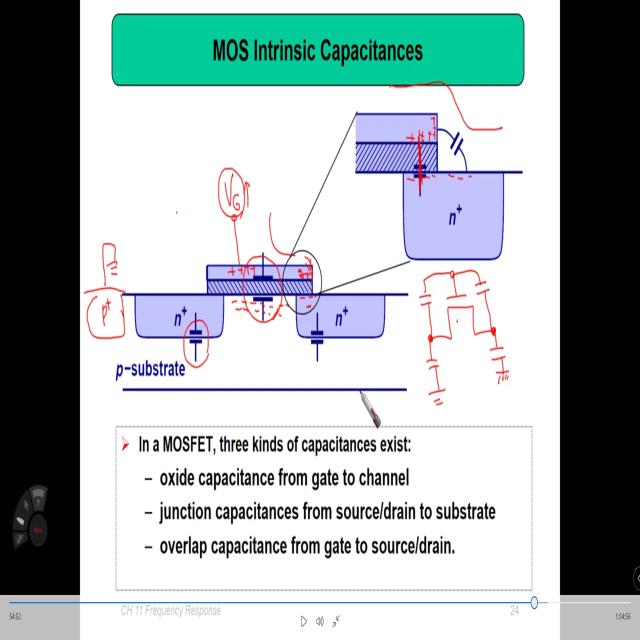 MOS Intrinsic Capacitances
n+
VG
P
p+
n+
n+
p−substrate
In a MOSFET, three kinds of capacitances exist:
– oxide capacitance from gate to channel
– junction capacitances from source/drain to substrate
– overlap capacitance from gate to source/drain.
CH 11 Frequency Response
24
54:52
1:04:56